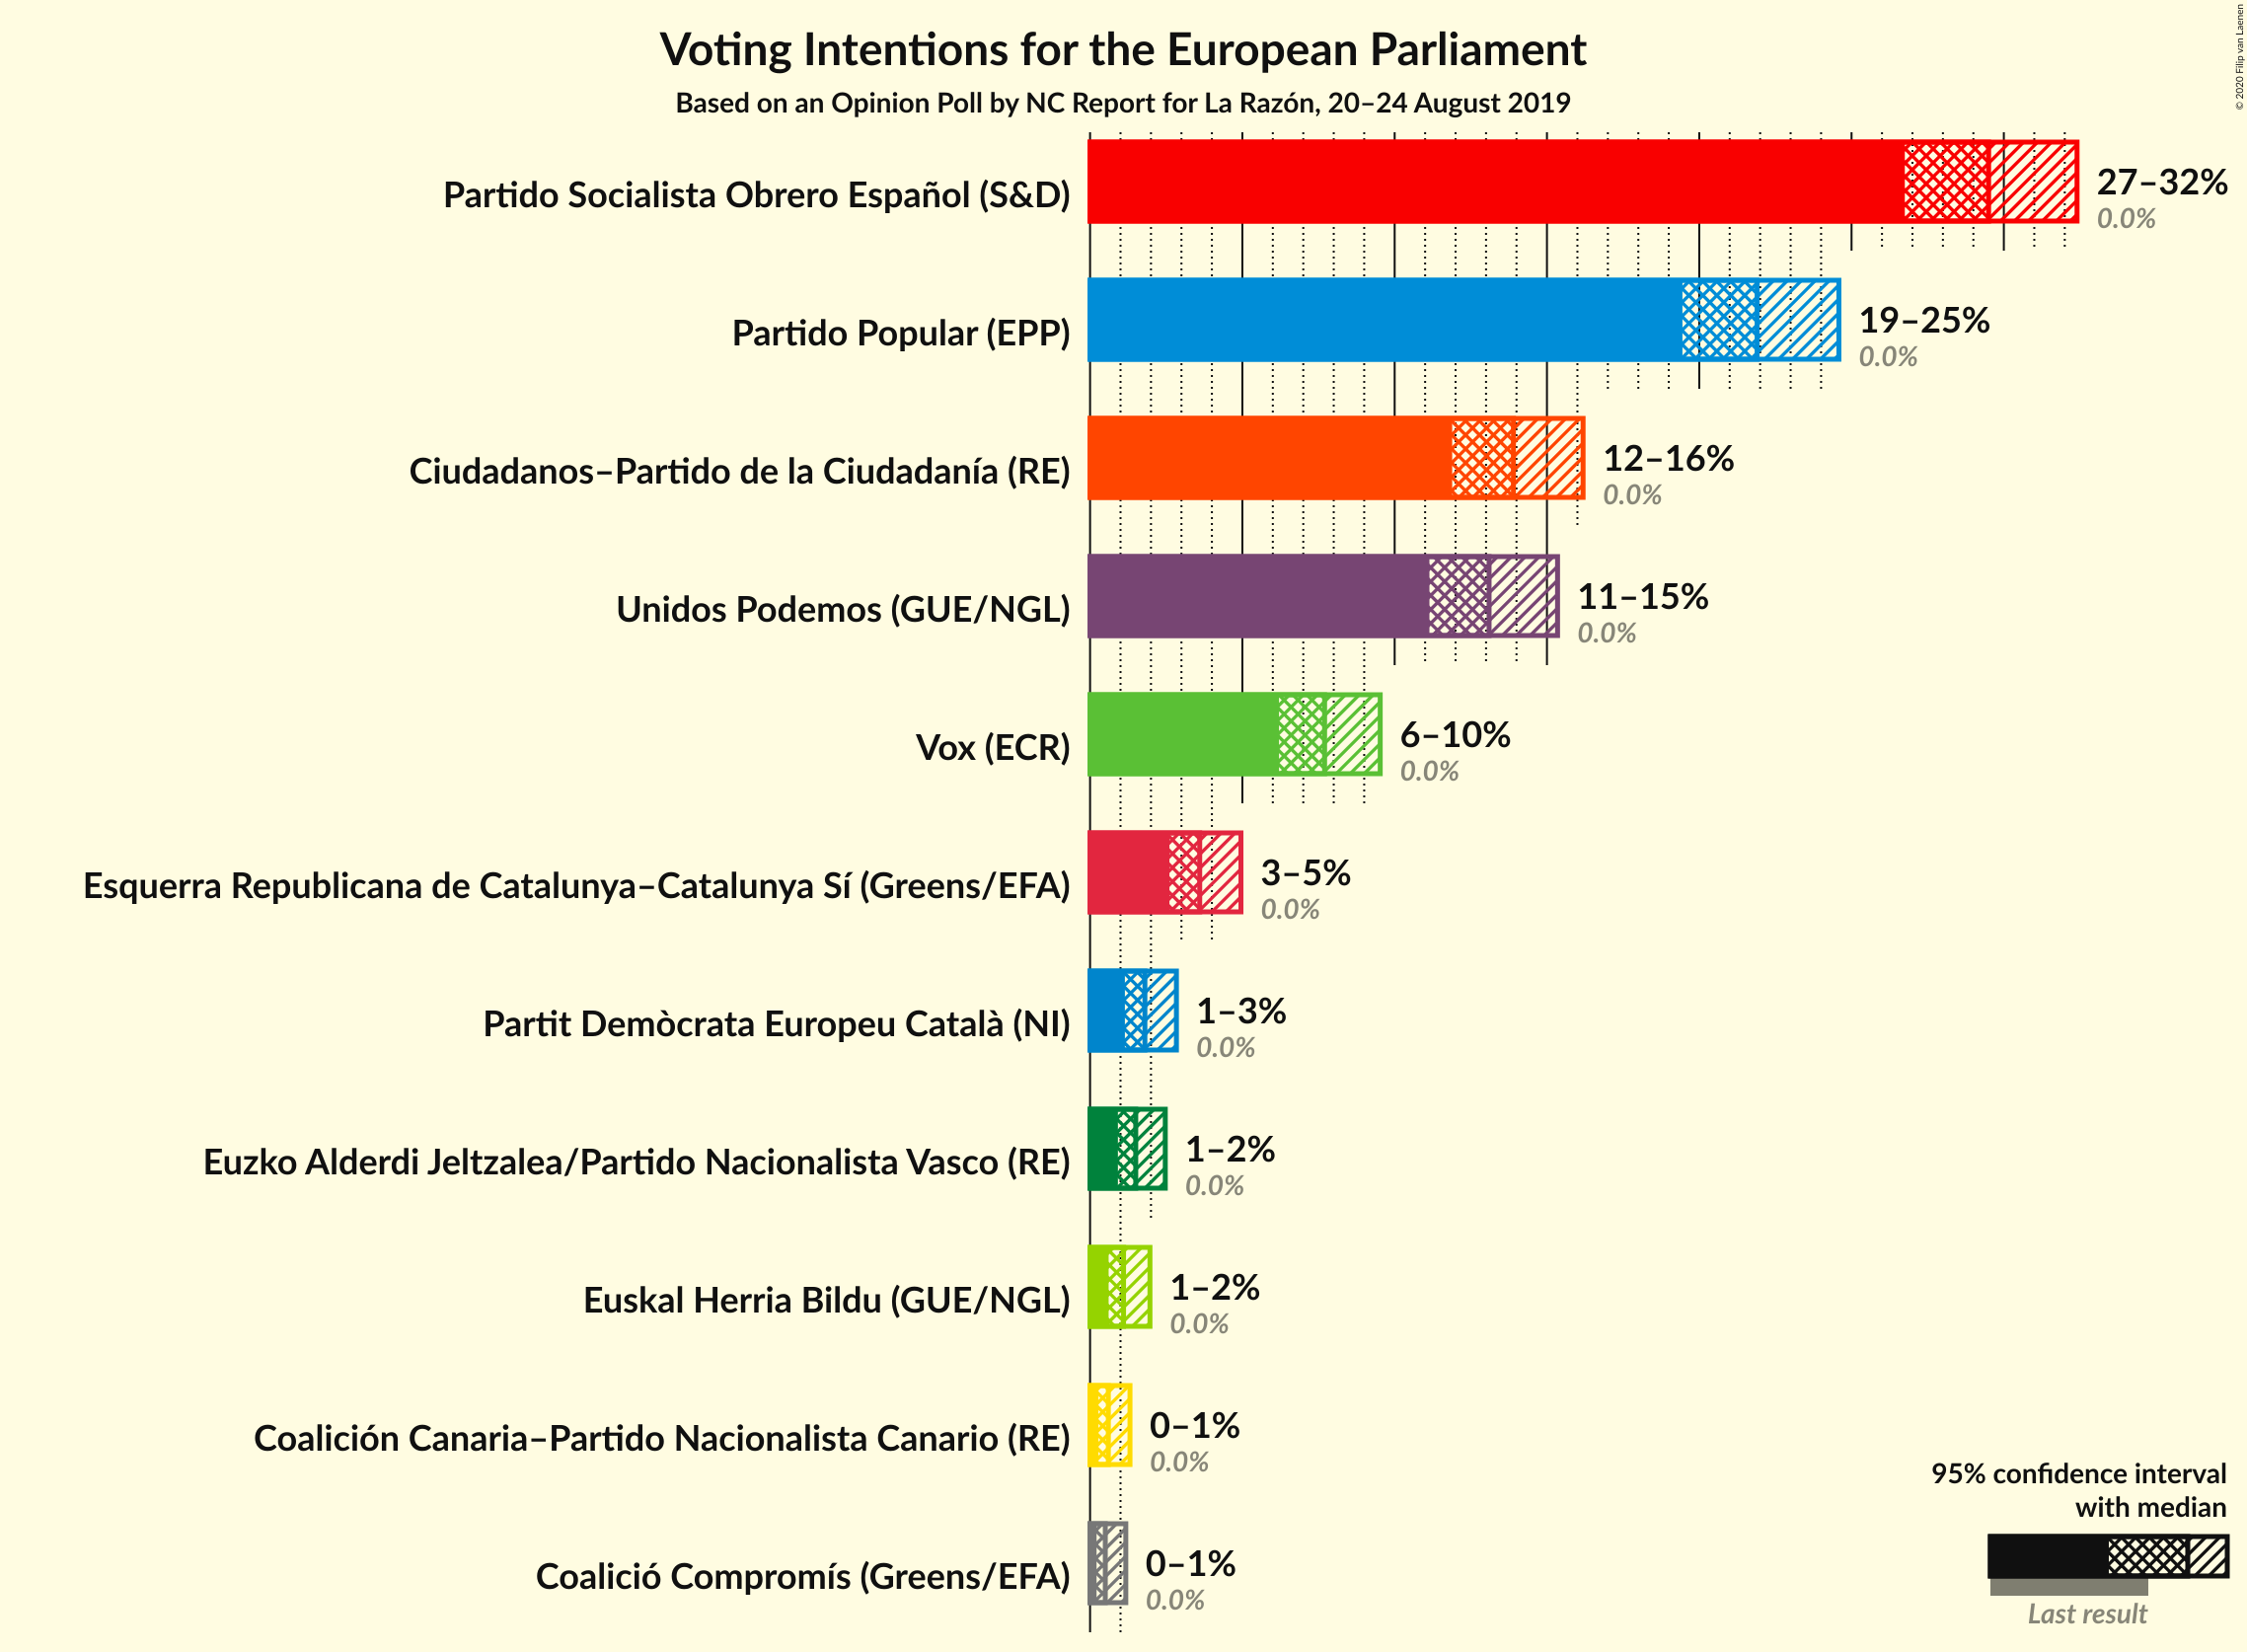 Voting Intentions for the European Parliament
Based on an Opinion Poll by NC Report for La Razón, 20–24 August 2019
© 2020 Filip van Laenen
Partido Socialista Obrero Español (S&D)
27–32%
0.0%
Partido Popular (EPP)
19–25%
0.0%
Ciudadanos–Partido de la Ciudadanía (RE)
12–16%
0.0%
Unidos Podemos (GUE/NGL)
11–15%
0.0%
Vox (ECR)
6–10%
0.0%
Esquerra Republicana de Catalunya–Catalunya Sí (Greens/EFA)
3–5%
0.0%
Partit Demòcrata Europeu Català (NI)
1–3%
0.0%
Euzko Alderdi Jeltzalea/Partido Nacionalista Vasco (RE)
1–2%
0.0%
Euskal Herria Bildu (GUE/NGL)
1–2%
0.0%
Coalición Canaria–Partido Nacionalista Canario (RE)
0–1%
0.0%
Coalició Compromís (Greens/EFA)
0–1%
0.0%
95% confidence interval
with median
Last result